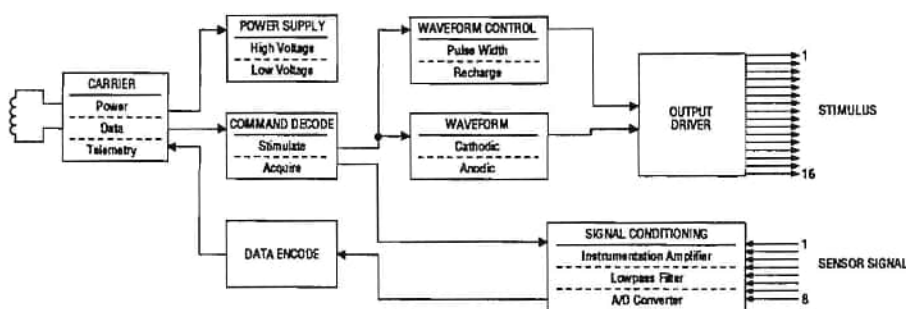 POWER SUPPLY
High Voltage
Low Voltage
WAVEFORM CONTROL
Pulse Width
Recharge
1
CARRIER
Power
Data
Telemetry
COMMAND DECODE
Stimulate
Acquire
WAVEFORM
Cathodic
Anodic
OUTPUT
DRIVER
STIMULUS
16
DATA ENCODE
SIGNAL CONDITIONING
Instrumentation Amplifier
Lowpass Filter
A/D Converter
1
SENSOR SIGNAL
8